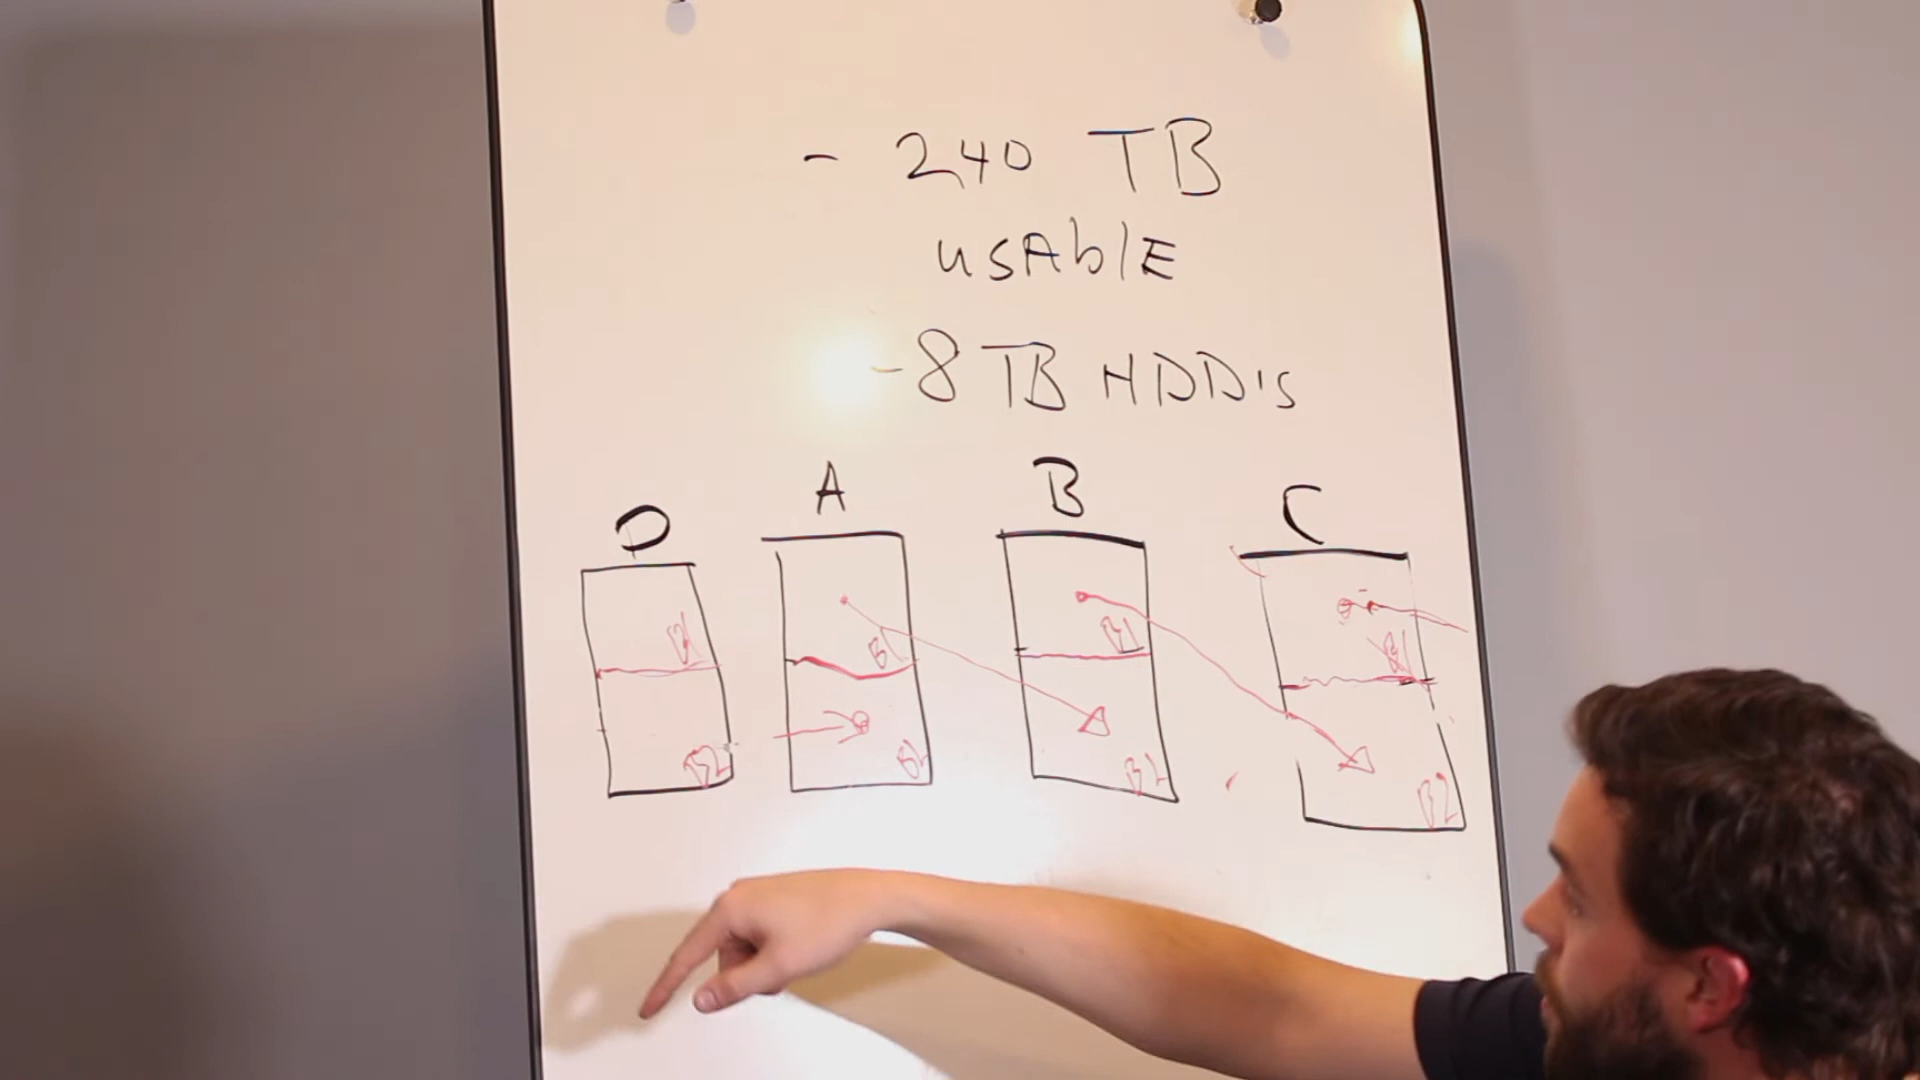 - 240 TB
usAblE
- 8 TB HDD's
D A B C
B1 B1 B1 B1
B2 B2 B2 B2